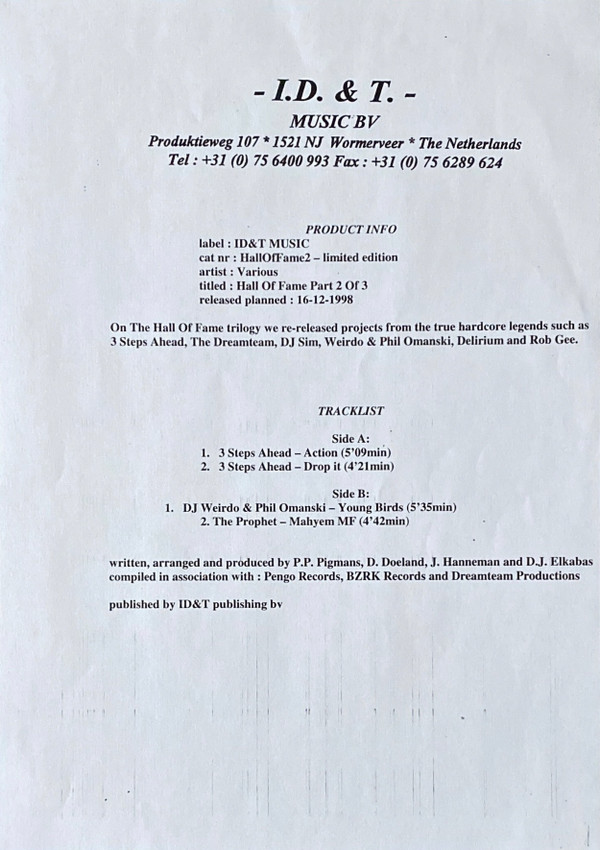 - I.D. & T. -
MUSIC BV
Produktieweg 107 * 1521 NJ Wormerveer * The Netherlands
Tel : +31 (0) 75 6400 993 Fax : +31 (0) 75 6289 624
PRODUCT INFO
label : ID&T MUSIC
cat nr : HallOfFame2 – limited edition
artist : Various
titled : Hall Of Fame Part 2 Of 3
released planned : 16-12-1998
On The Hall Of Fame trilogy we re-released projects from the true hardcore legends such as
3 Steps Ahead, The Dreamteam, DJ Sim, Weirdo & Phil Omanski, Delirium and Rob Gee.
TRACKLIST
Side A:
1. 3 Steps Ahead – Action (5'09min)
2. 3 Steps Ahead – Drop it (4'21min)
Side B:
1. DJ Weirdo & Phil Omanski – Young Birds (5'35min)
2. The Prophet – Mahyem MF (4'42min)
written, arranged and produced by P.P. Pigmans, D. Doeland, J. Hanneman and D.J. Elkabas
compiled in association with : Pengo Records, BZRK Records and Dreamteam Productions
published by ID&T publishing bv